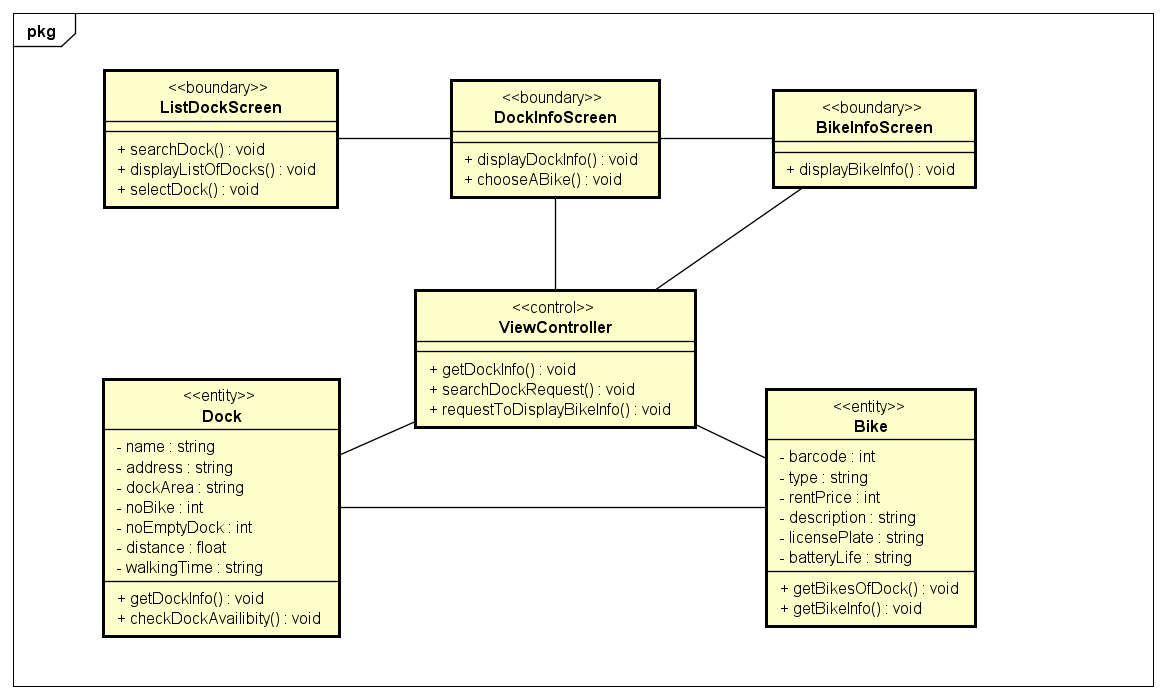 pkg
<<boundary>>
ListDockScreen
+ searchDock() : void
+ displayListOfDocks() : void
+ selectDock() : void
<<boundary>>
DockInfoScreen
+ displayDockInfo() : void
+ chooseABike() : void
<<boundary>>
BikeInfoScreen
+ displayBikeInfo() : void
<<control>>
ViewController
+ getDockInfo() : void
+ searchDockRequest() : void
+ requestToDisplayBikeInfo() : void
<<entity>>
Dock
- name : string
- address : string
- dockArea : string
- noBike : int
- noEmptyDock : int
- distance : float
- walkingTime : string
+ getDockInfo() : void
+ checkDockAvailibity() : void
<<entity>>
Bike
- barcode : int
- type : string
- rentPrice : int
- description : string
- licensePlate : string
- batteryLife : string
+ getBikesOfDock() : void
+ getBikeInfo() : void